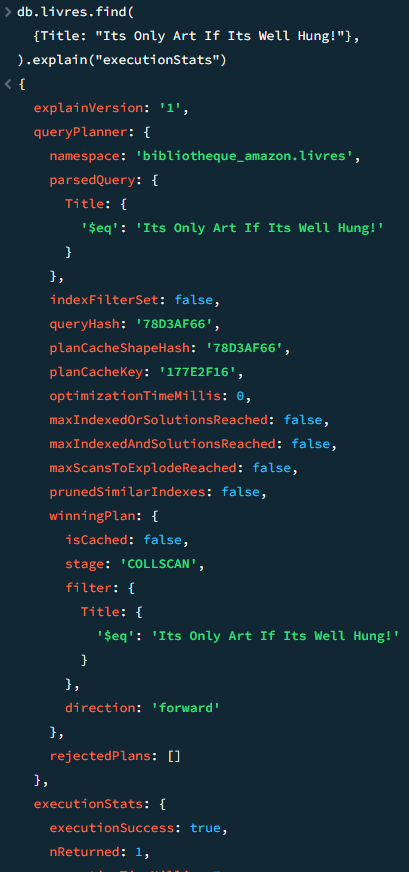 db.livres.find(
{Title: "Its Only Art If Its Well Hung!"},
).explain("executionStats")
{
explainVersion: '1',
queryPlanner: {
namespace: 'bibliotheque_amazon.livres',
parsedQuery: {
Title: {
'$eq': 'Its Only Art If Its Well Hung!'
}
},
indexFilterSet: false,
queryHash: '78D3AF66',
planCacheShapeHash: '78D3AF66',
planCacheKey: '177E2F16',
optimizationTimeMillis: 0,
maxIndexedOrSolutionsReached: false,
maxIndexedAndSolutionsReached: false,
maxScansToExplodeReached: false,
prunedSimilarIndexes: false,
winningPlan: {
isCached: false,
stage: 'COLLSCAN',
filter: {
Title: {
'$eq': 'Its Only Art If Its Well Hung!'
}
},
direction: 'forward'
},
rejectedPlans: []
},
executionStats: {
executionSuccess: true,
nReturned: 1,